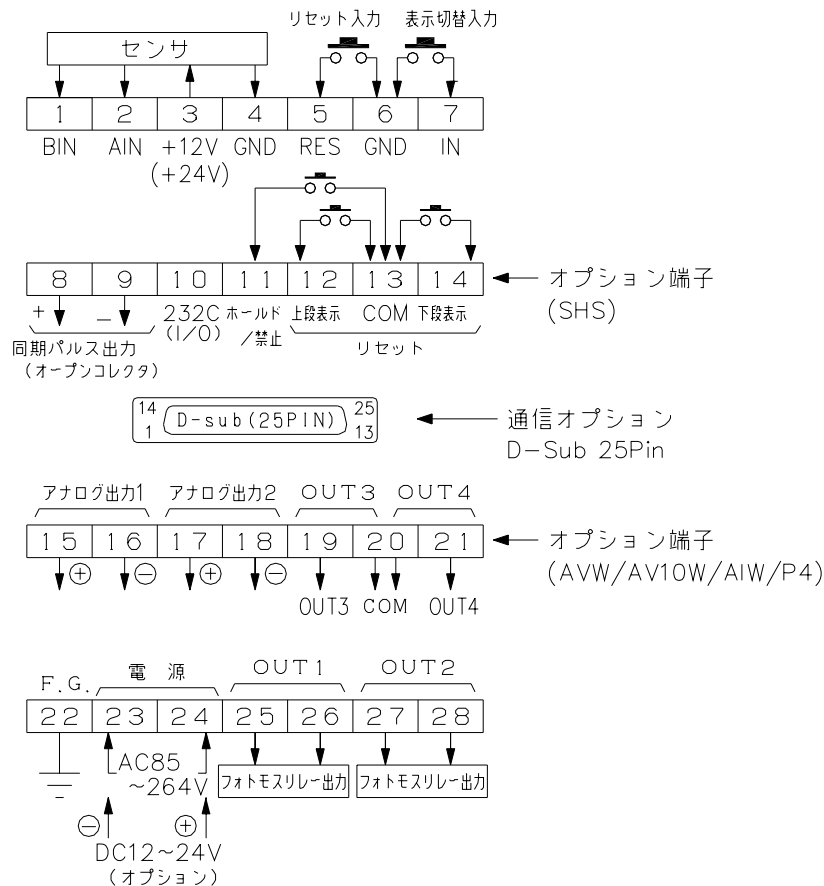 リセット入力 表示切替入力
センサ
1 2 3 4 5 6 7
BIN AIN +12V GND RES GND IN
(+24V)
8 9 10 11 12 13 14
オプション端子
(SHS)
+ − 232C ホールド 上段表示 COM 下段表示
(I/O) /禁止 リセット
同期パルス出力
(オープンコレクタ)
14 D-sub(25PIN) 25
1 13
通信オプション
D-Sub 25Pin
アナログ出力1 アナログ出力2 OUT3 OUT4
15 16 17 18 19 20 21
オプション端子
(AVW/AV10W/AIW/P4)
⊕ ⊖ ⊕ ⊖
OUT3 COM OUT4
F.G. 電源 OUT1 OUT2
22 23 24 25 26 27 28
AC85
~264V
フォトモスリレー出力 フォトモスリレー出力
⊖ ⊕
DC12~24V
(オプション)